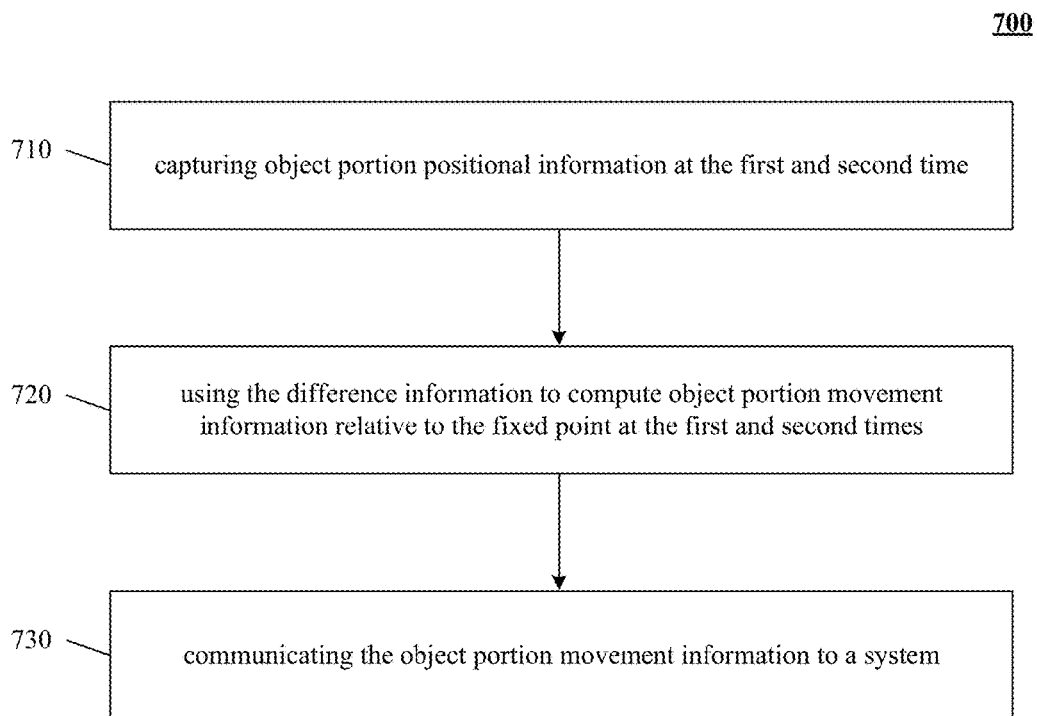 700
710
capturing object portion positional information at the first and second time
720
using the difference information to compute object portion movement
information relative to the fixed point at the first and second times
730
communicating the object portion movement information to a system